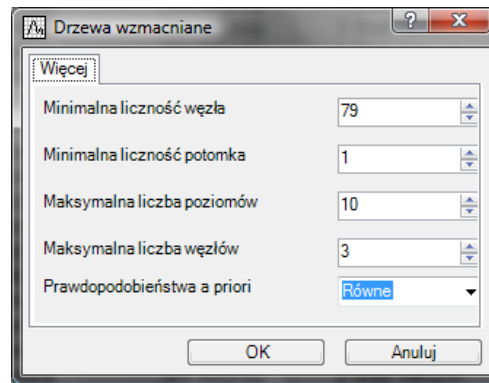 Drzewa wzmacniane
Więcej
Minimalna liczność węzła 79
Minimalna liczność potomka 1
Maksymalna liczba poziomów 10
Maksymalna liczba węzłów 3
Prawdopodobieństwa a priori Równe
OK Anuluj